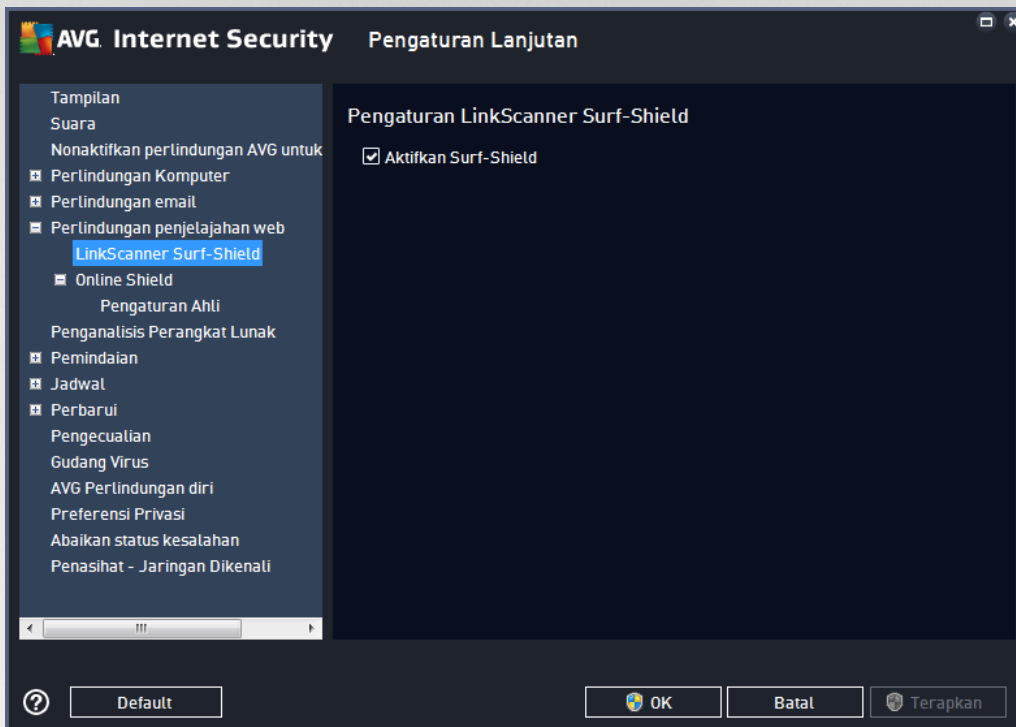 AVG Internet Security Pengaturan Lanjutan
Tampilan
Suara
Nonaktifkan perlindungan AVG untuk
Perlindungan Komputer
Perlindungan email
Perlindungan penjelajahan web
LinkScanner Surf-Shield
Online Shield
Pengaturan Ahli
Penganalisis Perangkat Lunak
Pemindaian
Jadwal
Perbarui
Pengecualian
Gudang Virus
AVG Perlindungan diri
Preferensi Privasi
Abaikan status kesalahan
Penasihat - Jaringan Dikenali
Pengaturan LinkScanner Surf-Shield
Aktifkan Surf-Shield
? Default OK Batal Terapkan